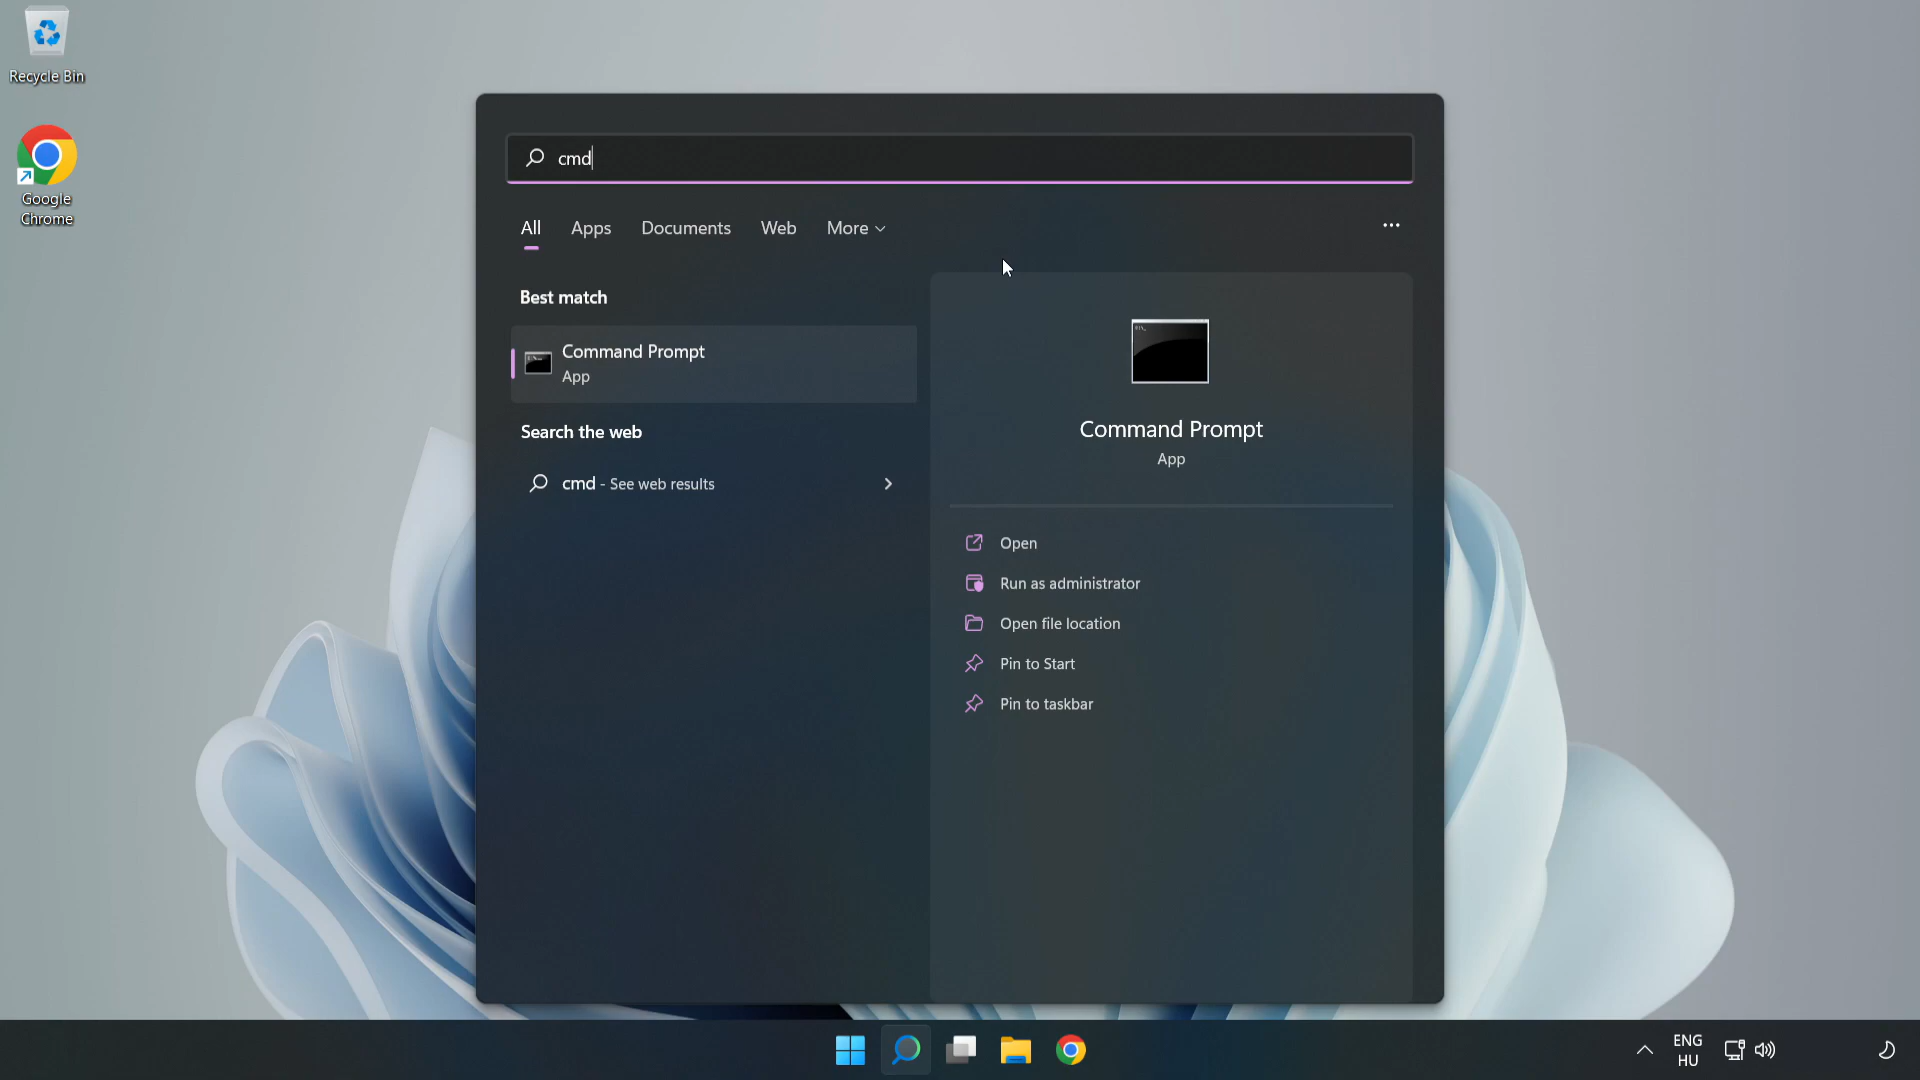 Recycle Bin
Google
Chrome
cmd
All Apps Documents Web More
Best match
Command Prompt
App
Search the web
cmd - See web results
Command Prompt
App
Open
Run as administrator
Open file location
Pin to Start
Pin to taskbar
ENG
HU